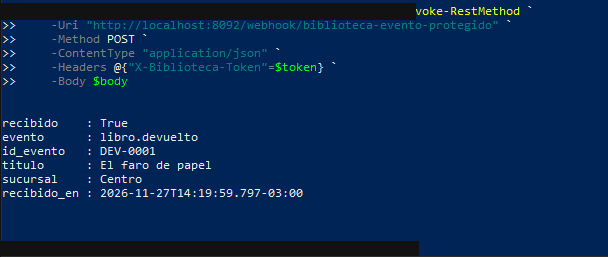 voke-RestMethod `
>>     -Uri "http://localhost:8092/webhook/biblioteca-evento-protegido" `
>>     -Method POST `
>>     -ContentType "application/json" `
>>     -Headers @{"X-Biblioteca-Token"=$token} `
>>     -Body $body
recibido    : True
evento      : libro.devuelto
id_evento   : DEV-0001
titulo      : El faro de papel
sucursal    : Centro
recibido_en : 2026-11-27T14:19:59.797-03:00